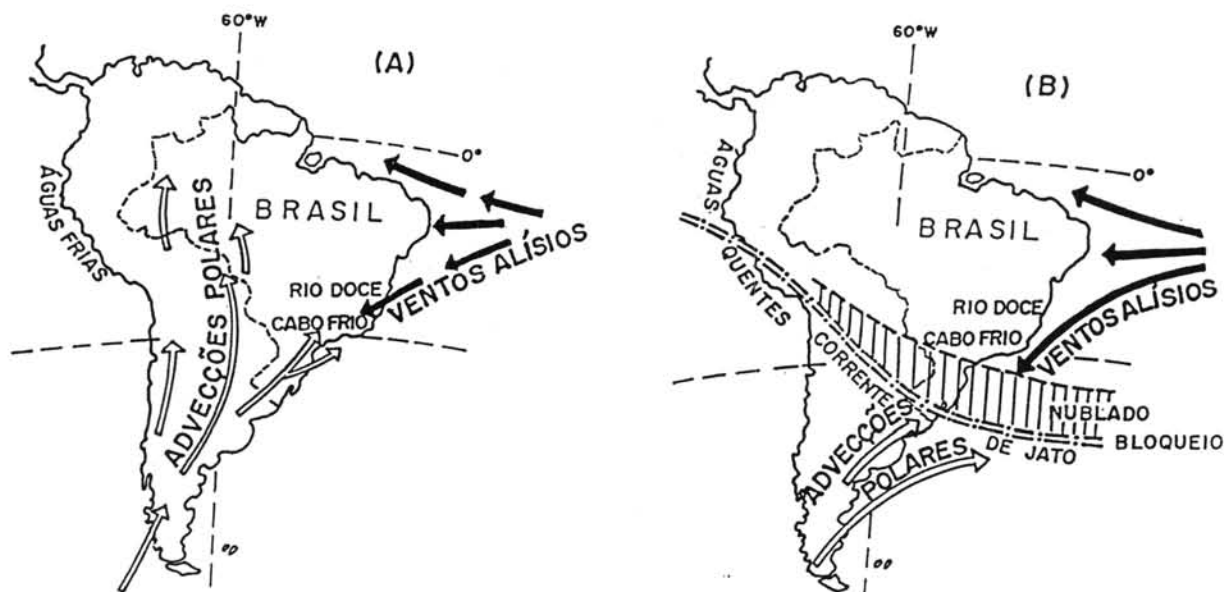 60°W
(A)
0°
ÁGUAS FRIAS
BRASIL
ADVECÇÕES POLARES
VENTOS ALÍSIOS
RIO DOCE
CABO FRIO
60°W
(B)
0°
ÁGUAS QUENTES
BRASIL
VENTOS ALÍSIOS
RIO DOCE
CABO FRIO
CORRENTE DE JATO
NUBLADO
BLOQUEIO
ADVECÇÕES POLARES